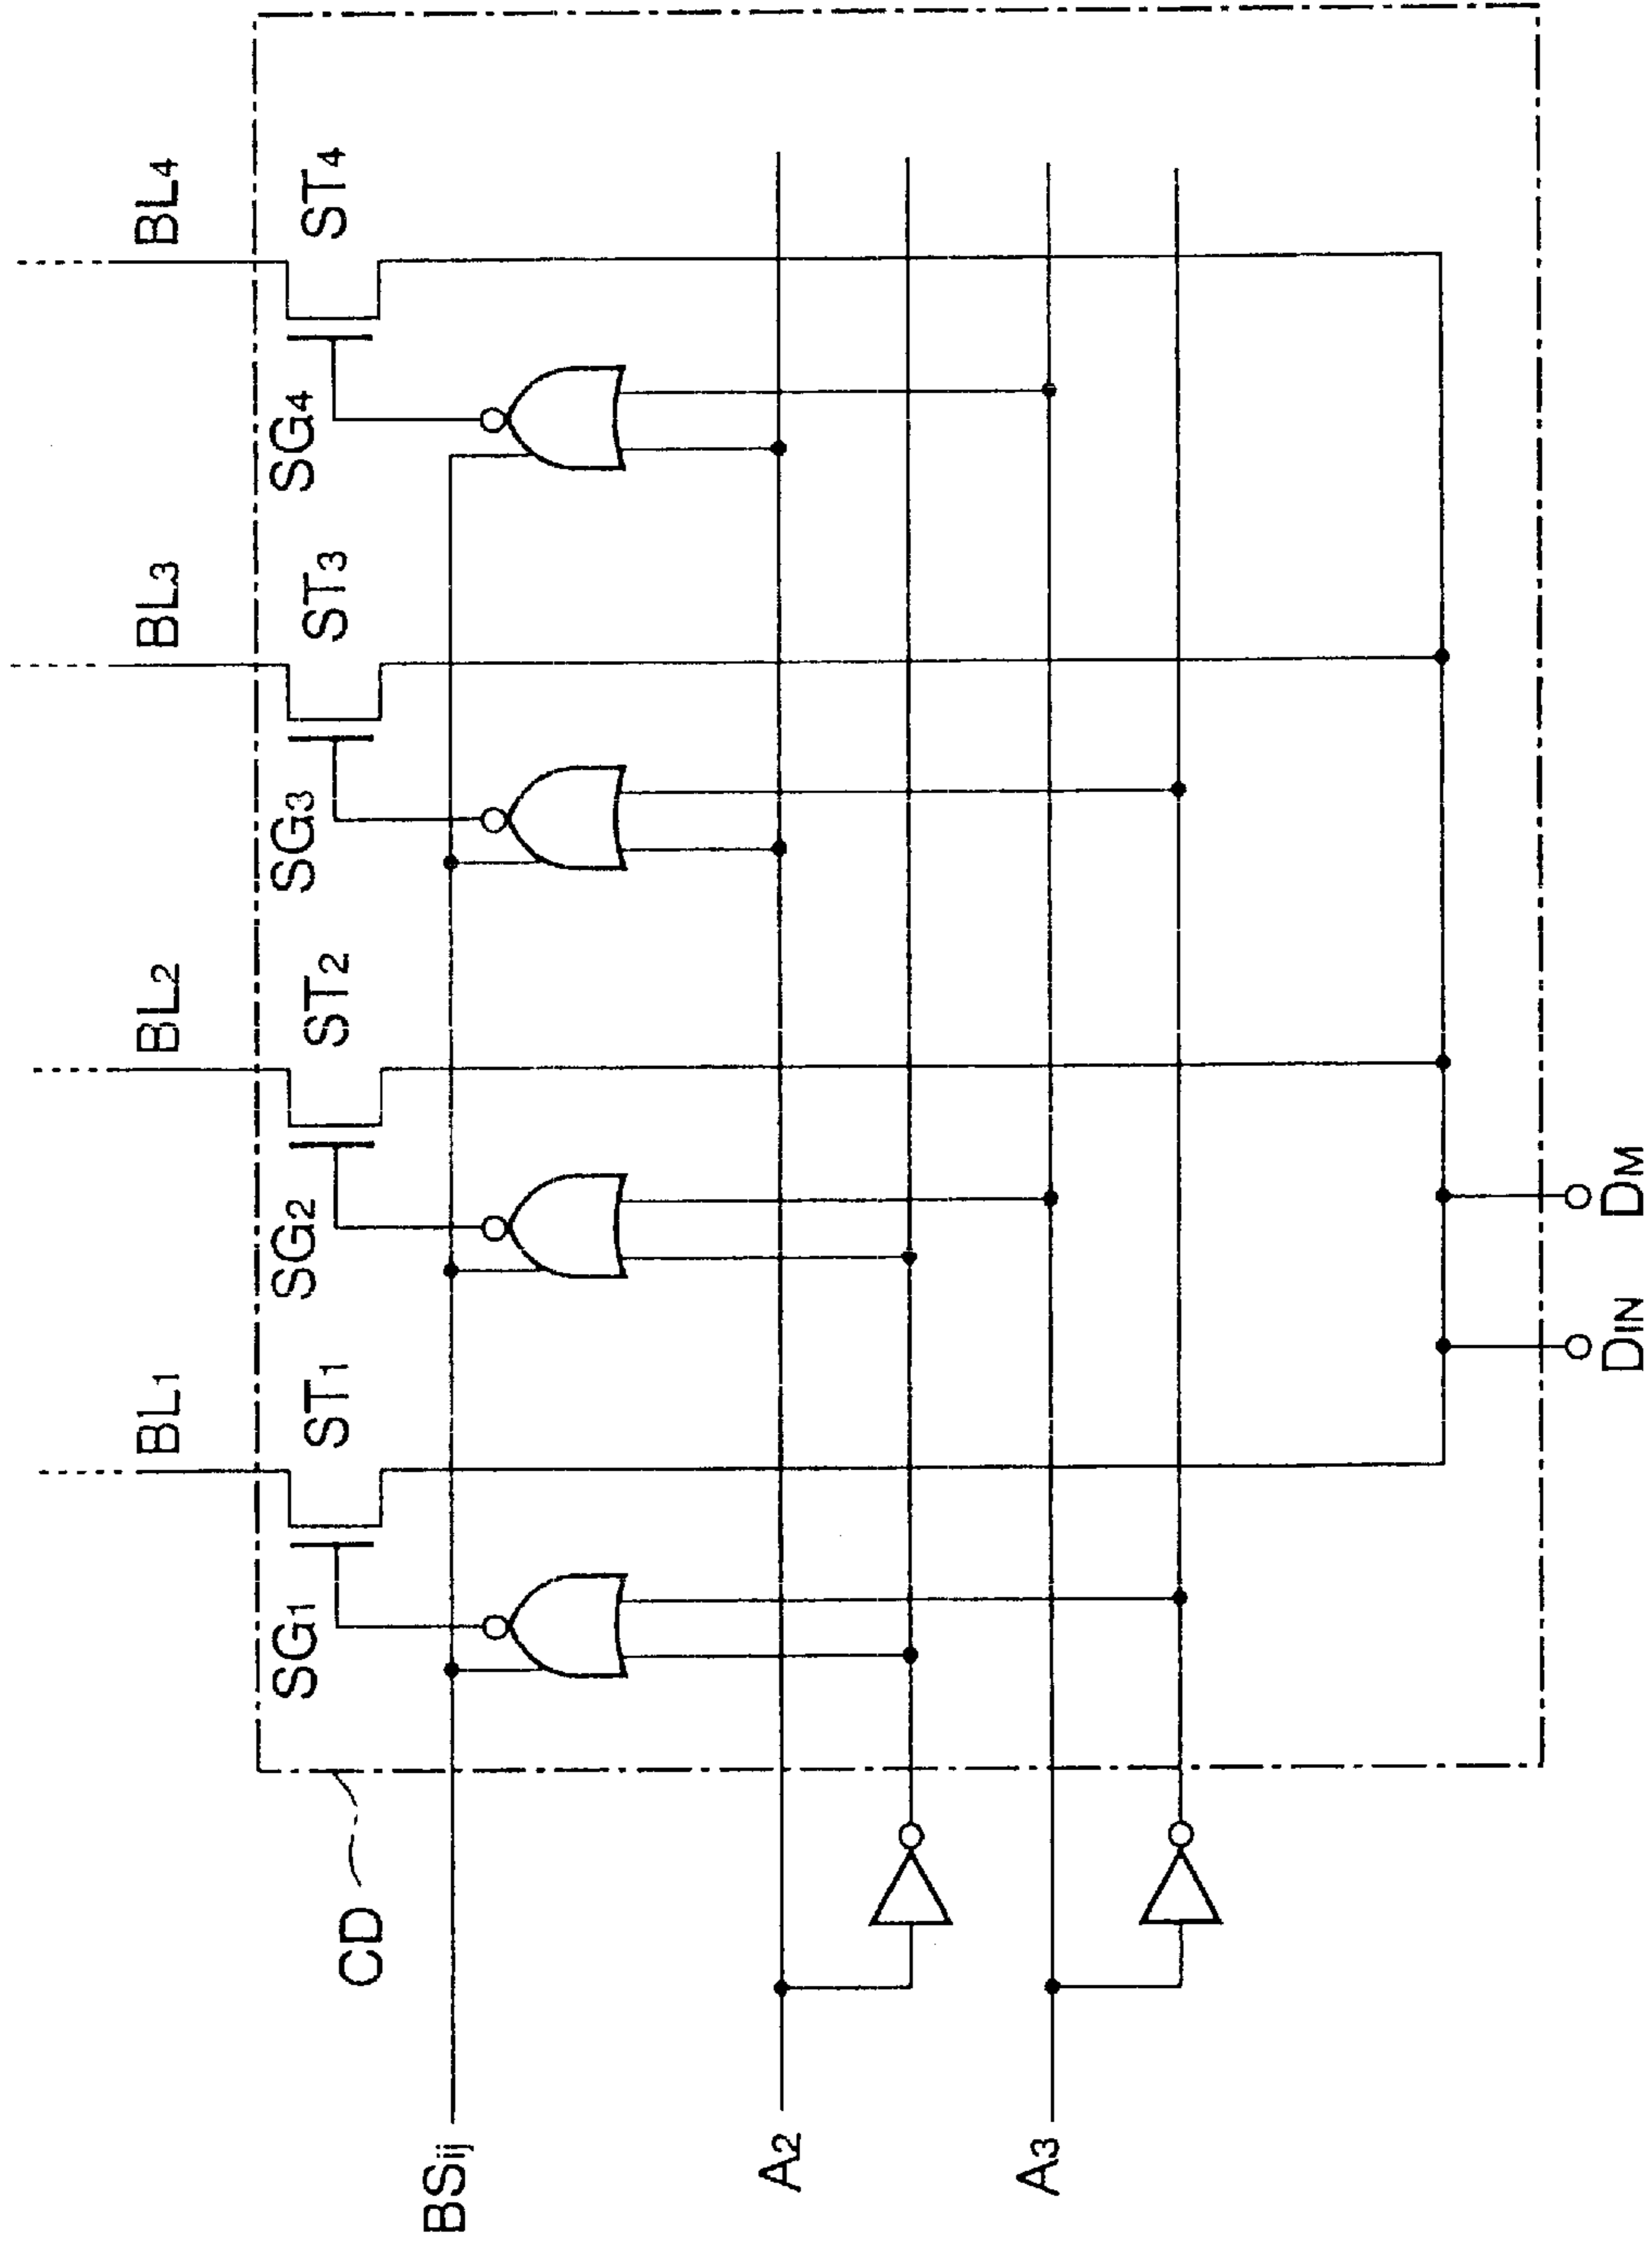 BL1
BL2
BL3
BL4
ST1
ST2
ST3
ST4
SG1
SG2
SG3
SG4
CD
BSij
A2
A3
DIN
DM